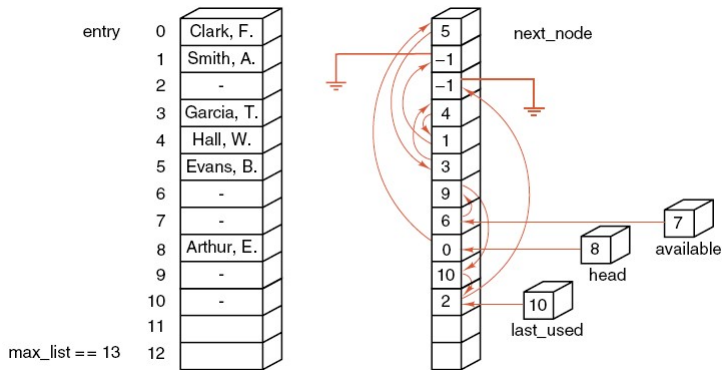 entry 0 Clark, F. 5 next_node
1 Smith, A. –1
2 - –1
3 Garcia, T. 4
4 Hall, W. 1
5 Evans, B. 3
6 - 9
7 - 6 7
8 Arthur, E. 0 8 available
9 - 10 head
10 - 2 10
11 last_used
max_list == 13 12